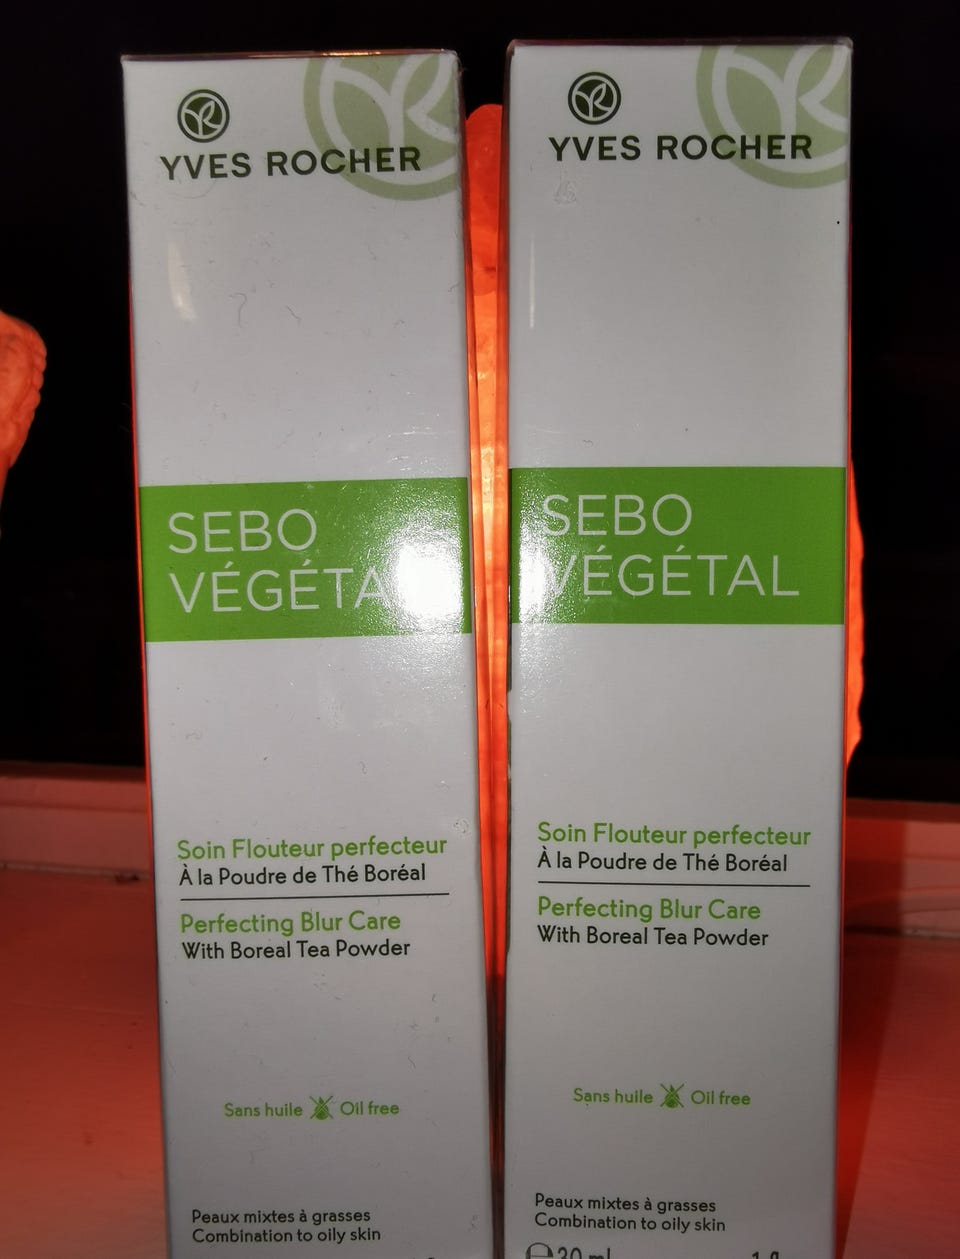 YVES ROCHER
SEBO
Soin Flouteur perfecteur
À la Poudre de Thé Boréal
Perfecting Blur Care
With Boreal Tea Powder
Sans huile Oil free
Peaux mixtes à grasses
Combination to oily skin
YVES ROCHER
SEBO
VÉGÉTAL
Soin Flouteur perfecteur
À la Poudre de Thé Boréal
Perfecting Blur Care
With Boreal Tea Powder
Sans huile Oil free
Peaux mixtes à grasses
Combination to oily skin
30 ml